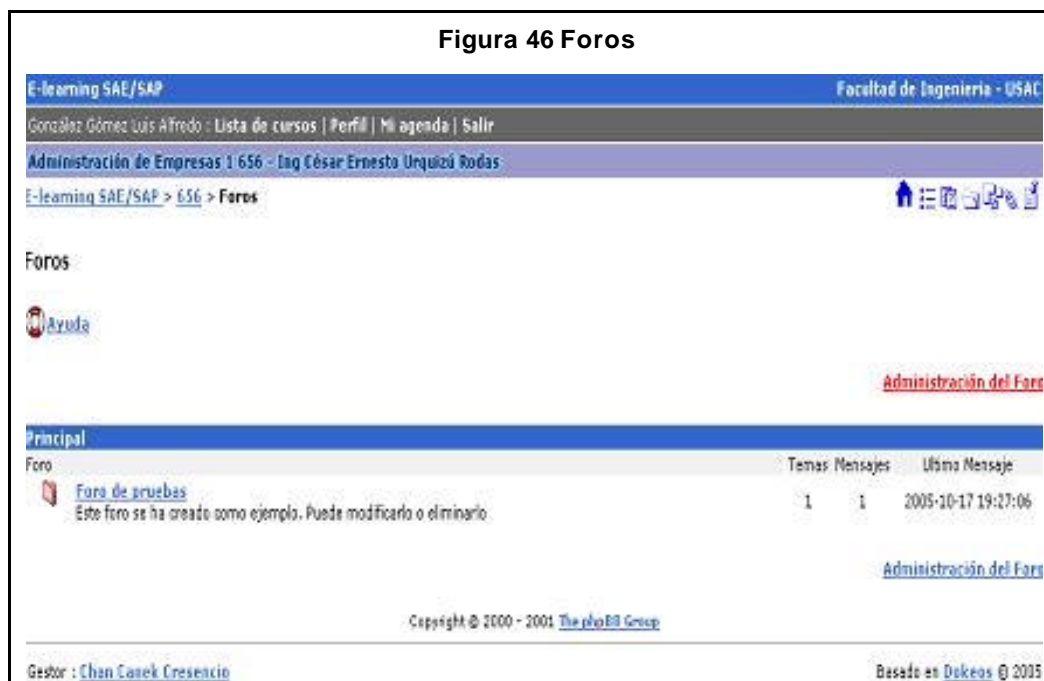 Figura 46 Foros
E-learning SAE/SAP Facultad de Ingenieria - USAC
González Gómez Luis Alfredo : Lista de cursos | Perfil | Mi agenda | Salir
Administración de Empresas 1 656 - Ing César Ernesto Urquizú Rodas
E-learning SAE/SAP > 656 > Foros
Foros
Ayuda
Administración del Foro
Principal
Foro Temas Mensajes Ultimo Mensaje
Foro de pruebas
Este foro se ha creado como ejemplo. Puede modificarlo o eliminarlo
1 1 2005-10-17 19:27:06
Administración del Foro
Copyright © 2000 - 2001 The phpBB Group
Gestor : Chan Canek Cresencio Basado en Dokeos © 2005